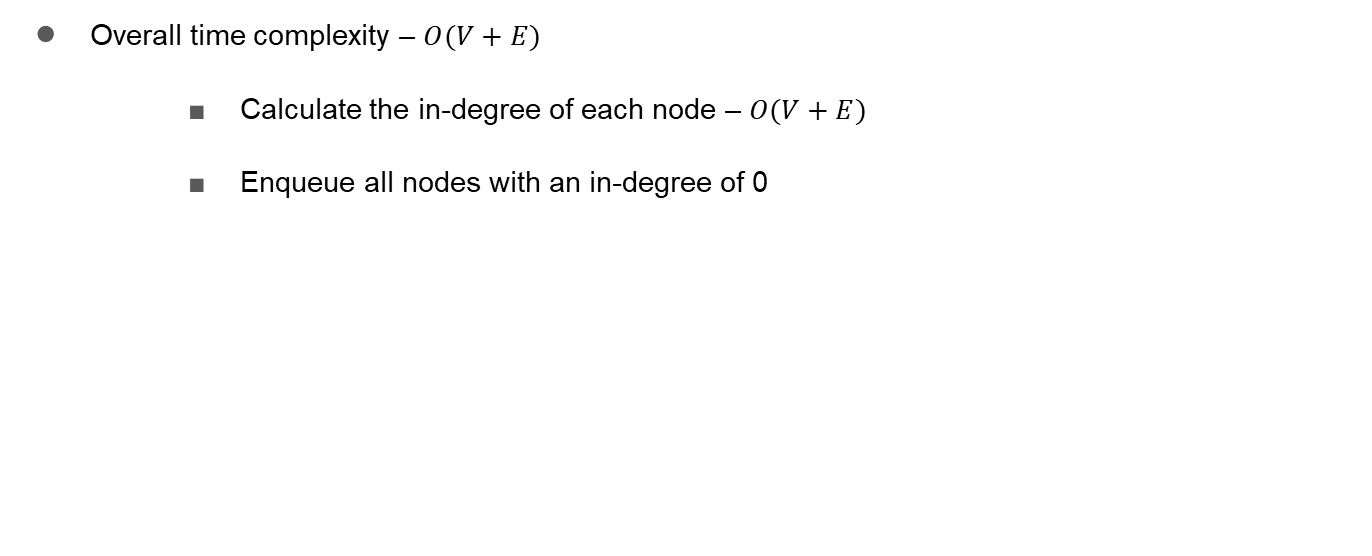 ● Overall time complexity – 𝑂(𝑉 + 𝐸)
■ Calculate the in-degree of each node – 𝑂(𝑉 + 𝐸)
■ Enqueue all nodes with an in-degree of 0